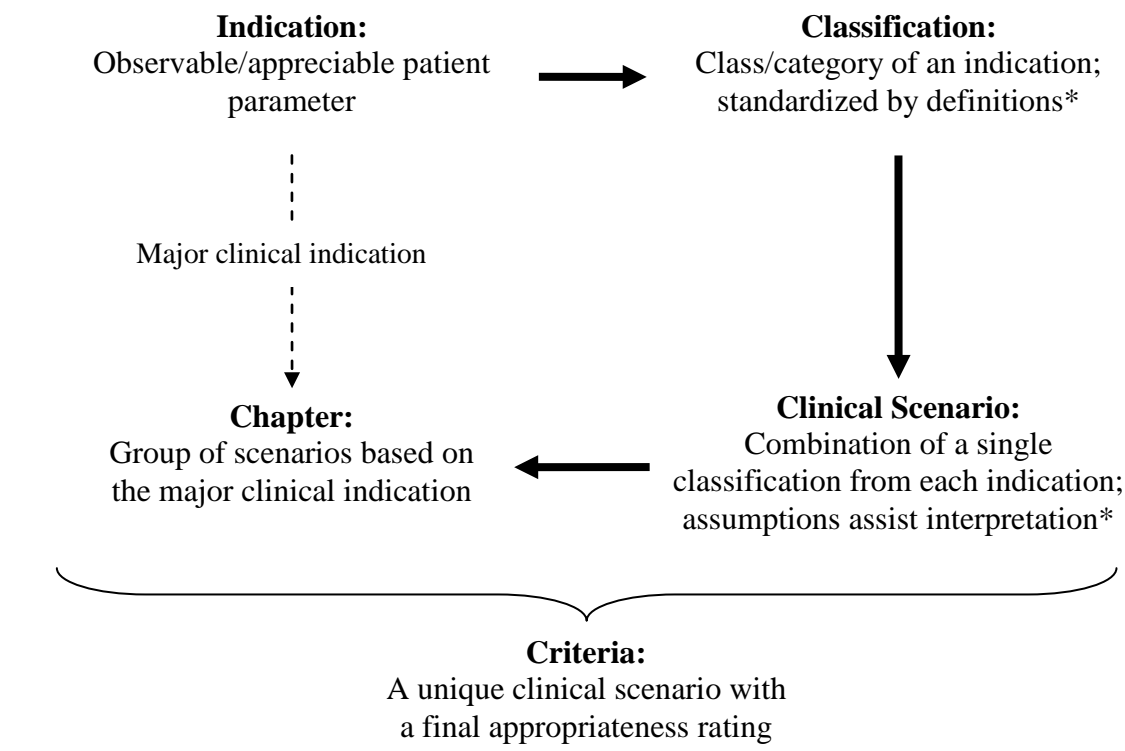 Indication:
Observable/appreciable patient
parameter
Classification:
Class/category of an indication;
standardized by definitions*
Major clinical indication
Chapter:
Group of scenarios based on
the major clinical indication
Clinical Scenario:
Combination of a single
classification from each indication;
assumptions assist interpretation*
Criteria:
A unique clinical scenario with
a final appropriateness rating